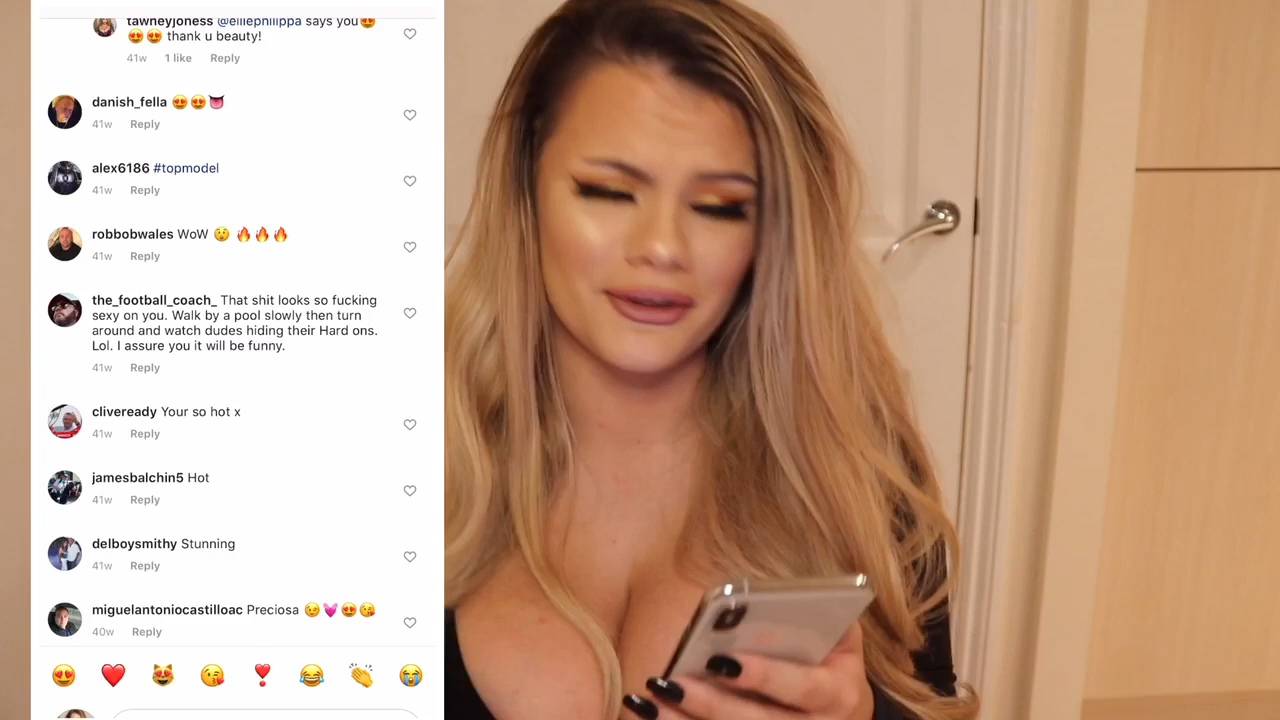 tawneyjoness @elliephilippa says you😍
😍😍 thank u beauty!
41w 1 like Reply
danish_fella 😍😍👅
41w Reply
alex6186 #topmodel
41w Reply
robbobwales WoW 😲🔥🔥🔥
41w Reply
the_football_coach_ That shit looks so fucking
sexy on you. Walk by a pool slowly then turn
around and watch dudes hiding their Hard ons.
Lol. I assure you it will be funny.
41w Reply
cliveready Your so hot x
41w Reply
jamesbalchin5 Hot
41w Reply
delboysmithy Stunning
41w Reply
miguelantoniocastilloac Preciosa 😉💓😍😘
40w Reply